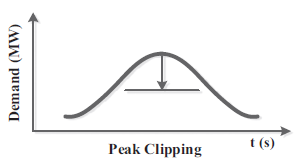 Demand (MW)
Peak Clipping
t (s)